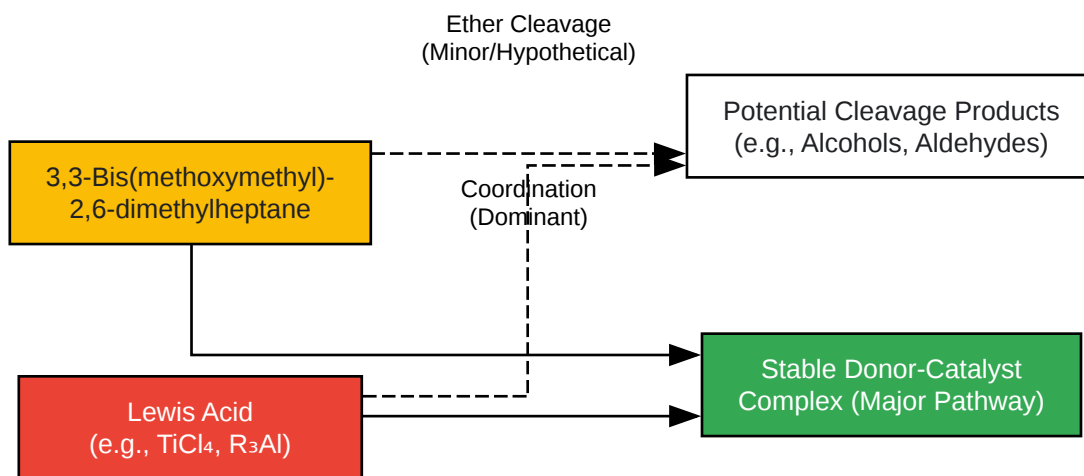 Ether Cleavage
(Minor/Hypothetical)
Potential Cleavage Products
(e.g., Alcohols, Aldehydes)
3,3-Bis(methoxymethyl)-
2,6-dimethylheptane
Coordination
(Dominant)
Stable Donor-Catalyst
Complex (Major Pathway)
Lewis Acid
(e.g., TiCl₄, R₃Al)